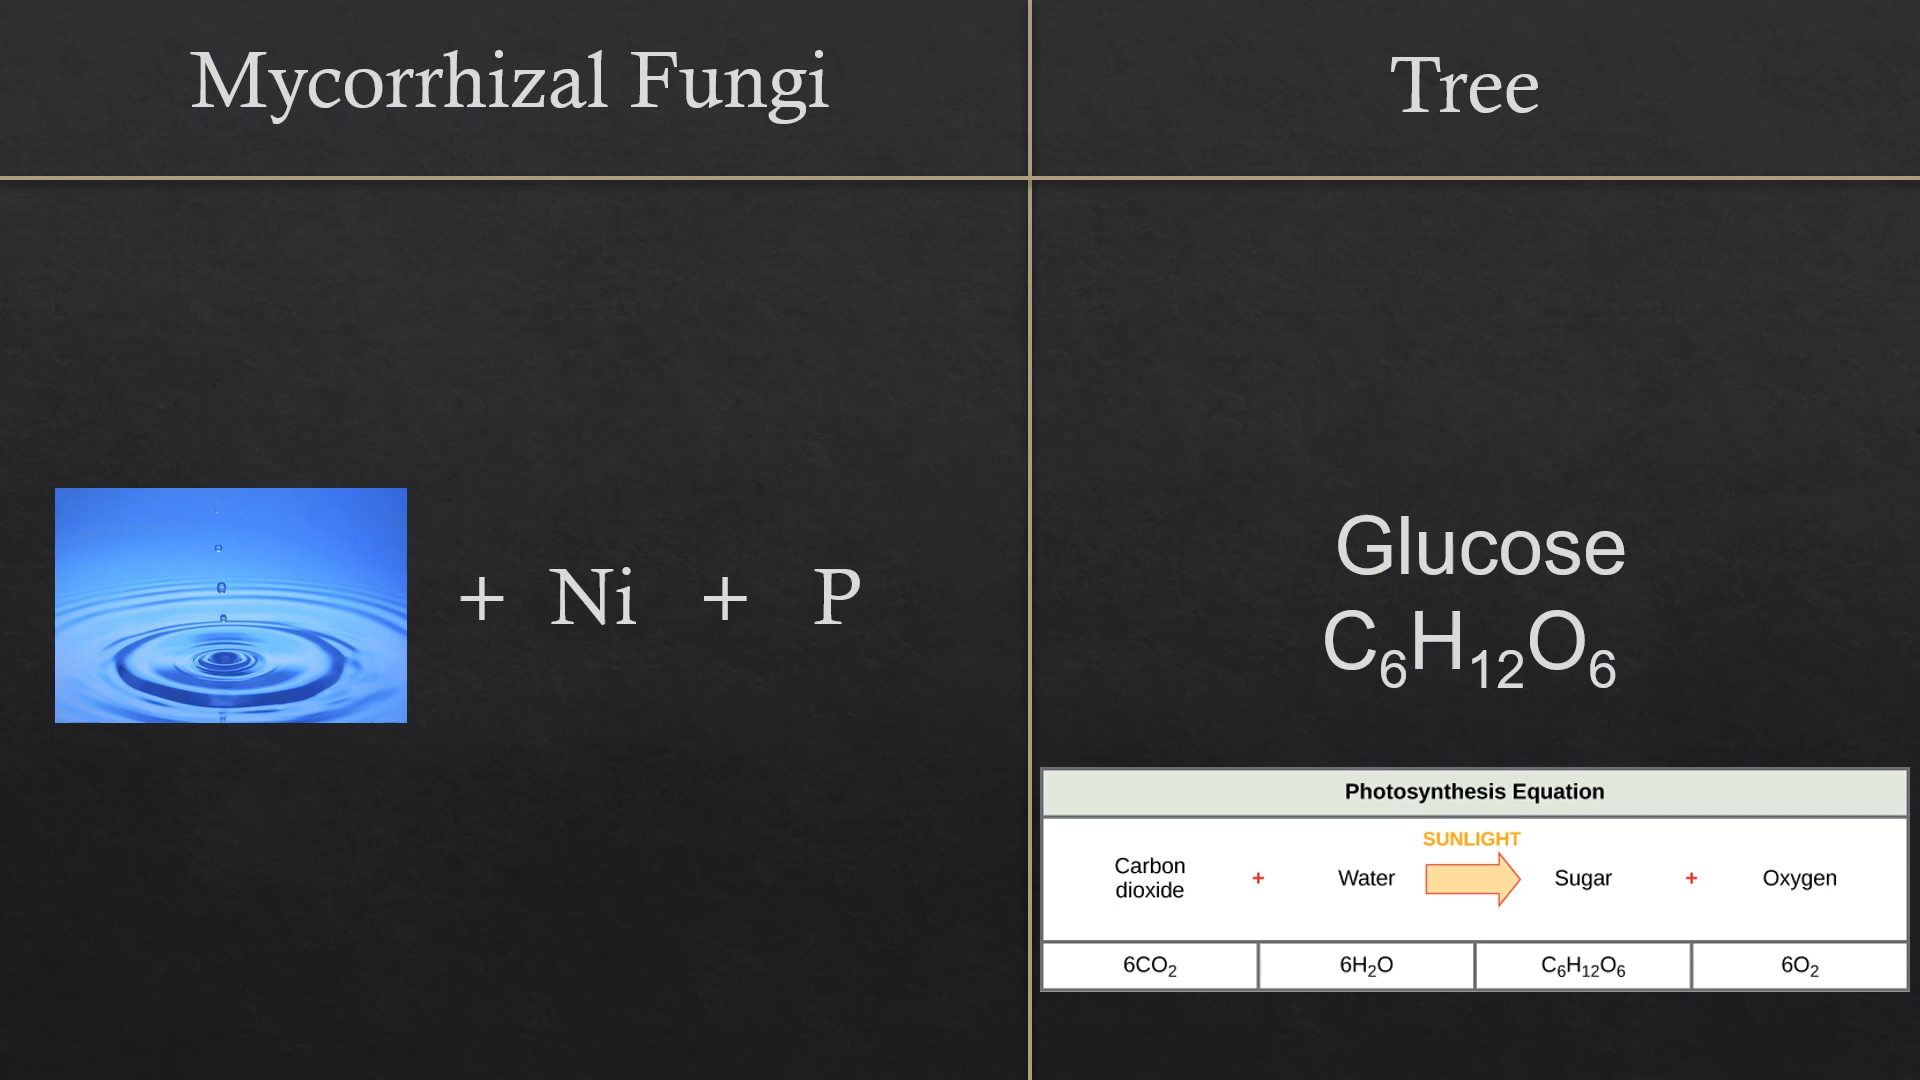 Mycorrhizal Fungi
Tree
+ Ni + P
Glucose
C₆H₁₂O₆
Photosynthesis Equation
SUNLIGHT
Carbon dioxide + Water Sugar + Oxygen
6CO₂ 6H₂O C₆H₁₂O₆ 6O₂